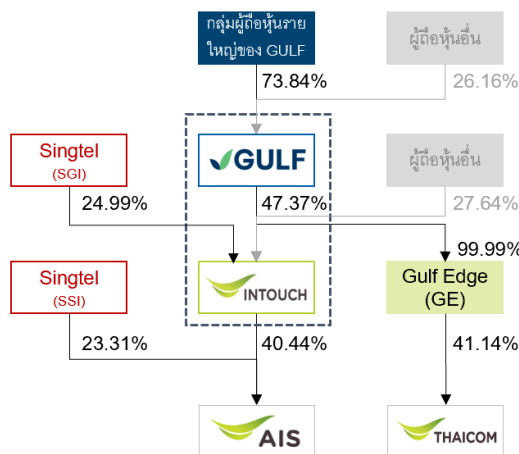 กลุ่มผู้ถือหุ้นราย
ใหญ่ของ GULF
ผู้ถือหุ้นอื่น
73.84%
26.16%
Singtel
(SGI)
GULF
ผู้ถือหุ้นอื่น
24.99%
47.37%
27.64%
99.99%
Singtel
(SSI)
INTOUCH
Gulf Edge
(GE)
23.31%
40.44%
41.14%
AIS
THAICOM